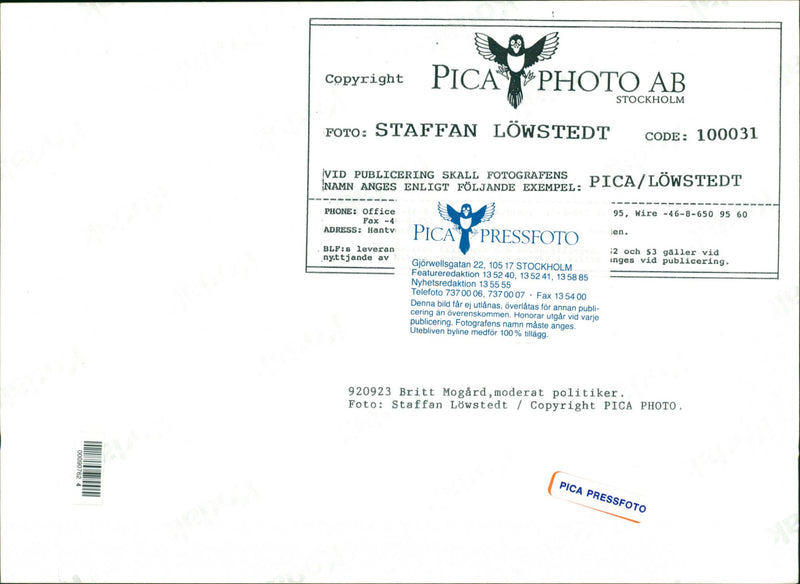 Copyright PICA PHOTO AB
STOCKHOLM
FOTO: STAFFAN LÖWSTEDT CODE: 100031
VID PUBLICERING SKALL FOTOGRAFENS
NAMN ANGES ENLIGT FÖLJANDE EXEMPEL: PICA/LÖWSTEDT
PHONE: Office 95, Wire -46-8-650 95 60
Fax -4
ADRESS: Hantv en.
BLF:s leveran §2 och §3 gäller vid
nyttjande av anges vid publicering.
PICA PRESSFOTO
Gjörwellsgatan 22, 105 17 STOCKHOLM
Featureredaktion 13 52 40, 13 52 41, 13 58 85
Nyhetsredaktion 13 55 55
Telefoto 737 00 06, 737 00 07 · Fax 13 54 00
Denna bild får ej utlånas, överlåtas för annan publi-
cering än överenskommen. Honorar utgår vid varje
publicering. Fotografens namn måste anges.
Utebliven byline medför 100% tillägg.
920923 Britt Mogård,moderat politiker.
Foto: Staffan Löwstedt / Copyright PICA PHOTO.
00090762 4
PICA PRESSFOTO